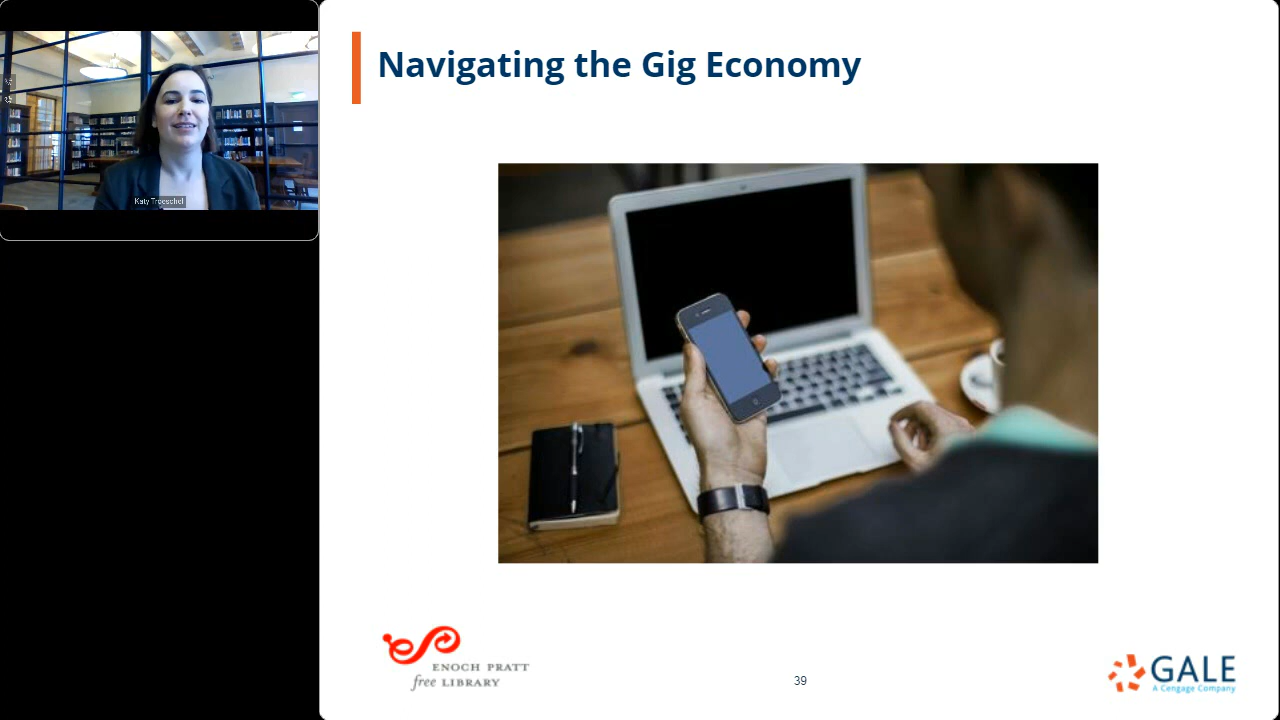 Navigating the Gig Economy
Katy Troeschel
ENOCH PRATT
free LIBRARY
39
GALE
A Cengage Company